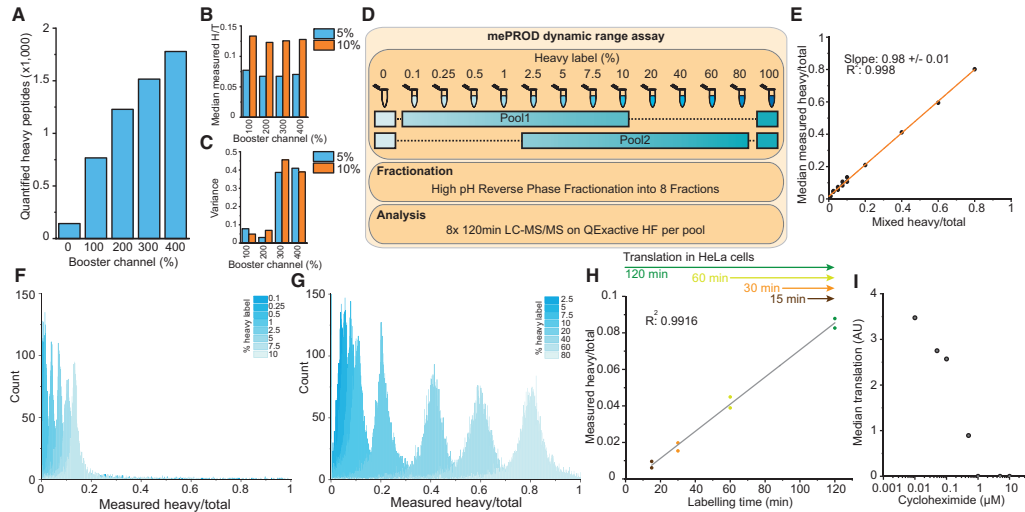 A
Quantified heavy peptides (x1,000)
2
1.5
1
0.5
0
0 100 200 300 400
Booster channel (%)
B
Median measured H/T
0.15
0.125
0.1
0.05
0
100 200 300 400
Booster channel (%)
5%
10%
C
Variance
0.5
0.4
0.3
0.2
0.1
0.0
100 200 300 400
Booster channel (%)
5%
10%
D
mePROD dynamic range assay
Heavy label (%)
0 0.1 0.25 0.5 1 2.5 5 7.5 10 20 40 60 80 100
Pool1
Pool2
Fractionation
High pH Reverse Phase Fractionation into 8 Fractions
Analysis
8x 120min LC-MS/MS on QExactive HF per pool
E
Median measured heavy/total
1
0.8
0.6
0.4
0.2
0
Slope: 0.98 +/- 0.01
R²: 0.998
0 0.2 0.4 0.6 0.8 1
Mixed heavy/total
F
Count
150
100
50
0
% heavy label
0.1
0.25
0.5
1
2.5
5
7.5
10
0 0.2 0.4 0.6 0.8 1
Measured heavy/total
G
Count
150
100
50
0
% heavy label
2.5
5
7.5
10
20
40
60
80
0 0.2 0.4 0.6 0.8 1
Measured heavy/total
H
Translation in HeLa cells
120 min
60 min
30 min
15 min
Measured heavy/total
0.1
0.08
0.06
0.04
0.02
0
R²: 0.9916
0 20 40 60 80 100 120
Labelling time (min)
I
Median translation (AU)
4
3
2
1
0
0.001 0.01 0.1 1 10
Cycloheximide (µM)